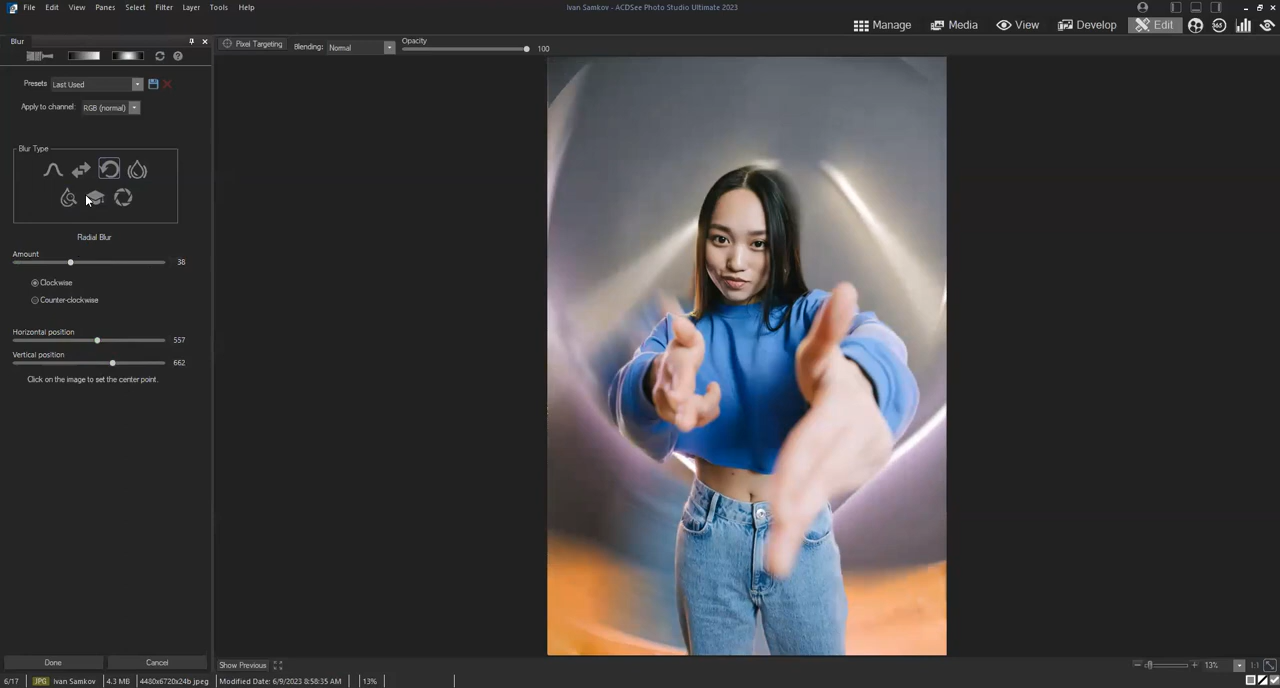 File Edit View Panes Select Filter Layer Tools Help
Ivan Samkov - ACDSee Photo Studio Ultimate 2023
Manage Media View Develop Edit 365
Blur
Pixel Targeting Blending: Normal Opacity 100
Presets Last Used
Apply to channel: RGB (normal)
Blur Type
Radial Blur
Amount
38
Clockwise
Counter-clockwise
Horizontal position
557
Vertical position
662
Click on the image to set the center point.
Done Cancel
Show Previous
13% 1:1
6/17 JPG Ivan Samkov 4.3 MB 4480x6720x24b jpeg Modified Date: 6/9/2023 8:58:35 AM 13%